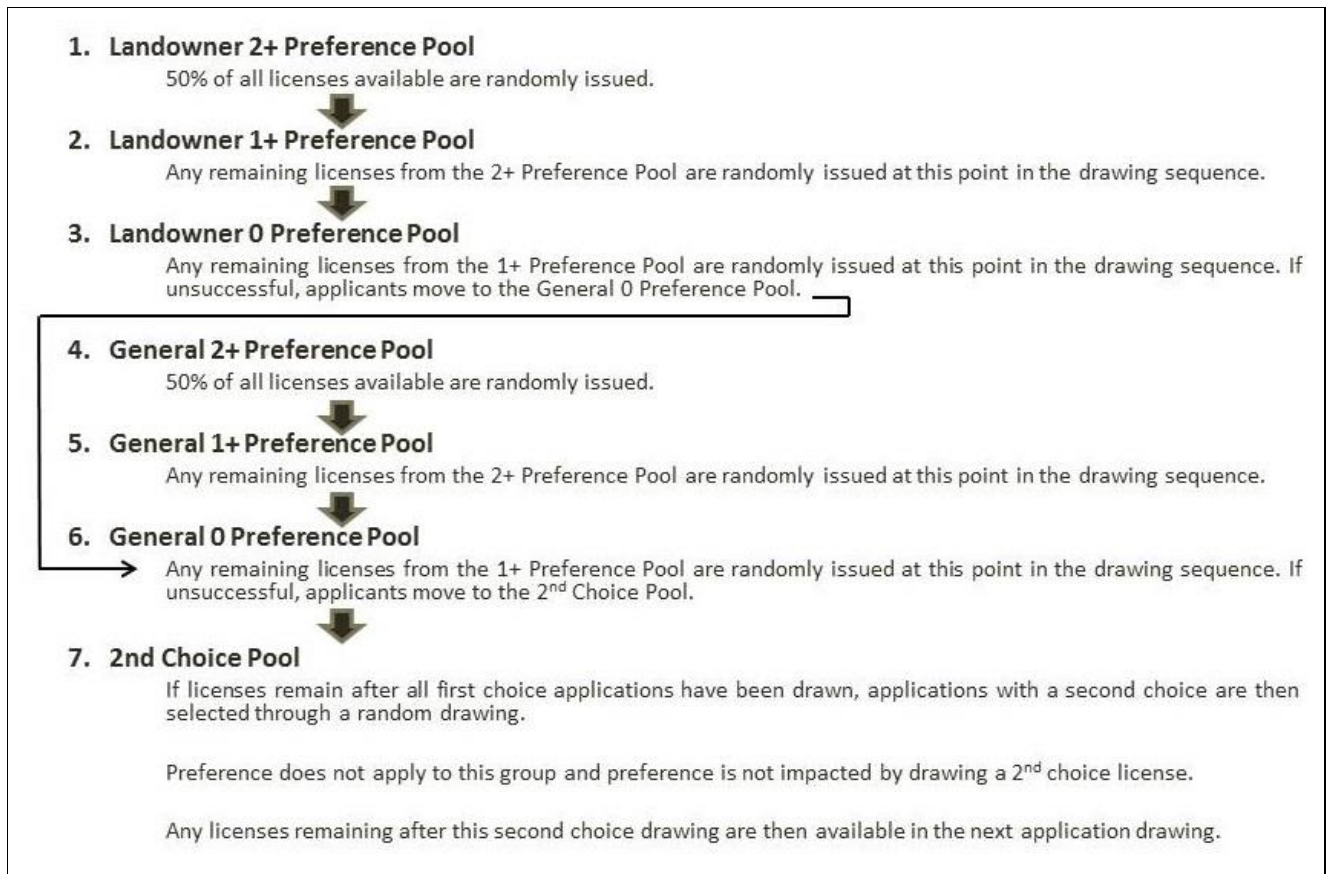 1. Landowner 2+ Preference Pool
50% of all licenses available are randomly issued.
2. Landowner 1+ Preference Pool
Any remaining licenses from the 2+ Preference Pool are randomly issued at this point in the drawing sequence.
3. Landowner 0 Preference Pool
Any remaining licenses from the 1+ Preference Pool are randomly issued at this point in the drawing sequence. If
unsuccessful, applicants move to the General 0 Preference Pool.
4. General 2+ Preference Pool
50% of all licenses available are randomly issued.
5. General 1+ Preference Pool
Any remaining licenses from the 2+ Preference Pool are randomly issued at this point in the drawing sequence.
6. General 0 Preference Pool
Any remaining licenses from the 1+ Preference Pool are randomly issued at this point in the drawing sequence. If
unsuccessful, applicants move to the 2nd Choice Pool.
7. 2nd Choice Pool
If licenses remain after all first choice applications have been drawn, applications with a second choice are then
selected through a random drawing.
Preference does not apply to this group and preference is not impacted by drawing a 2nd choice license.
Any licenses remaining after this second choice drawing are then available in the next application drawing.